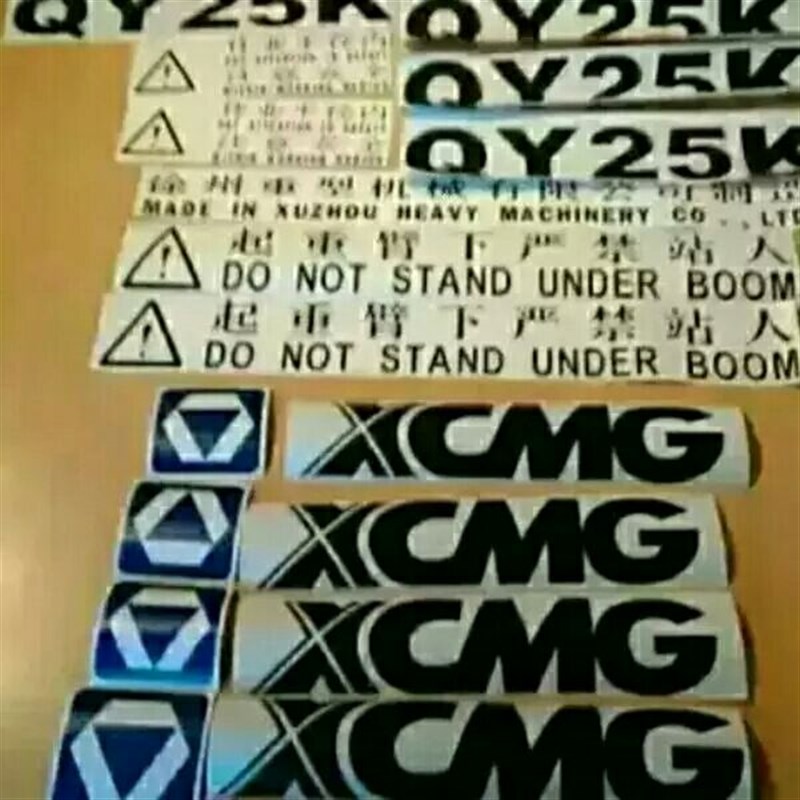 QY25K
QY25K
QY25K
QY25K
徐州重型机械有限公司制造
MADE IN XUZHOU HEAVY MACHINERY CO.,LTD
起重臂下严禁站人
DO NOT STAND UNDER BOOM
起重臂下严禁站人
DO NOT STAND UNDER BOOM
XCMG
XCMG
XCMG
XCMG